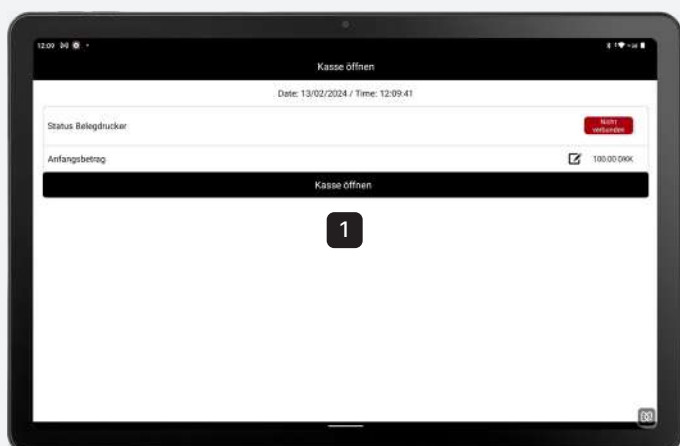 12:09
Kasse öffnen
Date: 13/02/2024 / Time: 12:09:41
Status Belegdrucker
Nicht
verbunden
Anfangsbetrag
100.00 DKK
Kasse öffnen
1